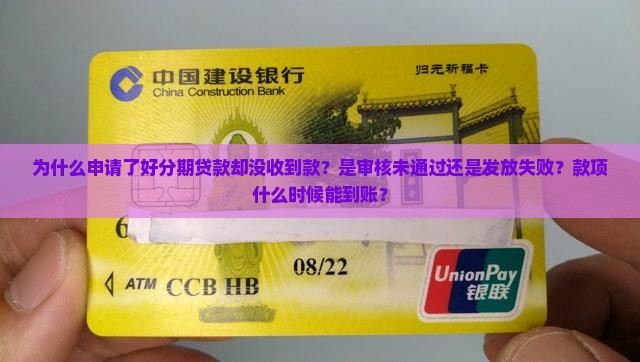 中国建设银行
China Construction Bank
归元祈福卡
为什么申请了好分期贷款却没收到款？是审核未通过还是发放失败？款项
什么时候能到账？
6
08/22
ATM CCB HB
UnionPay
银联